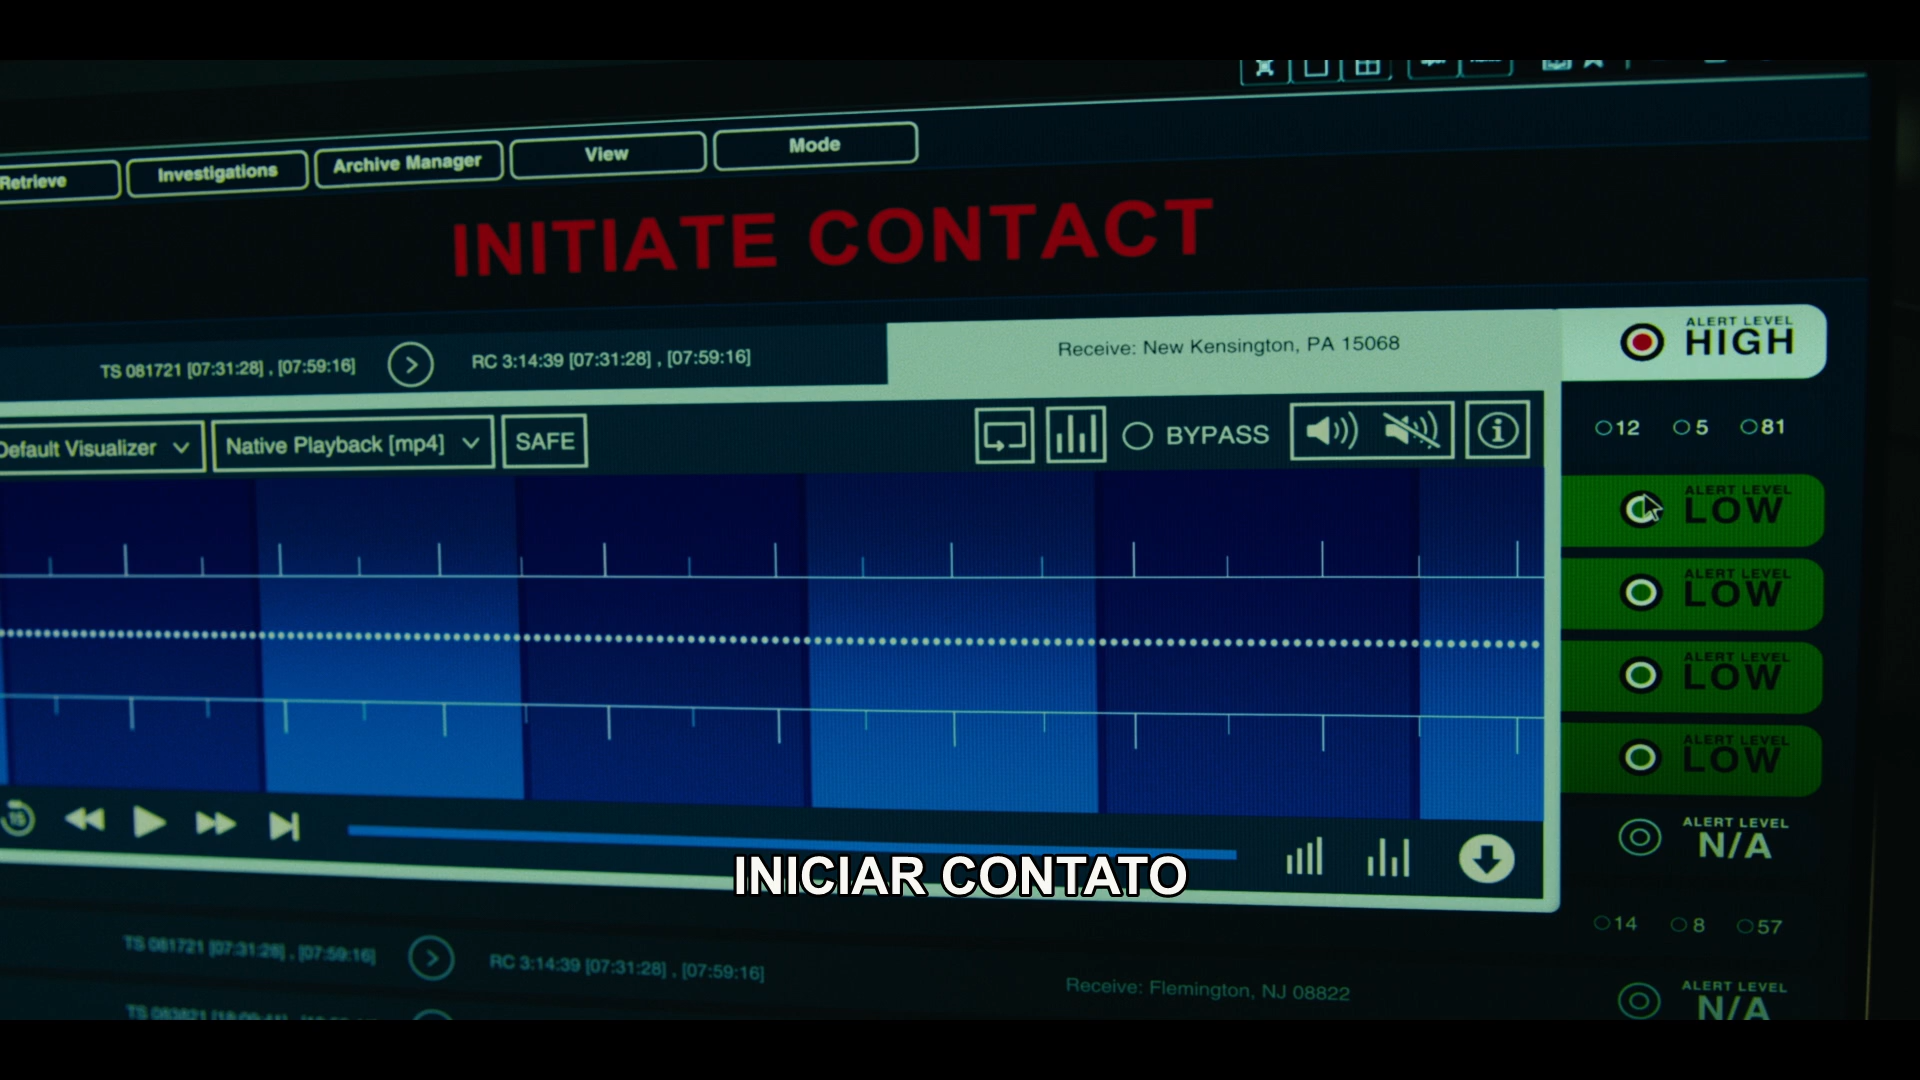 Retrieve
Investigations
Archive Manager
View
Mode
INITIATE CONTACT
TS 081721 [07:31:28] , [07:59:16]
RC 3:14:39 [07:31:28] , [07:59:16]
Receive: New Kensington, PA 15068
ALERT LEVEL
HIGH
12 5 81
Default Visualizer
Native Playback [mp4]
SAFE
BYPASS
ALERT LEVEL
LOW
ALERT LEVEL
LOW
ALERT LEVEL
LOW
ALERT LEVEL
LOW
15
ALERT LEVEL
N/A
INICIAR CONTATO
14 8 57
TS 081721 [07:31:28] , [07:59:16]
RC 3:14:39 [07:31:28] , [07:59:16]
Receive: Flemington, NJ 08822
ALERT LEVEL
N/A